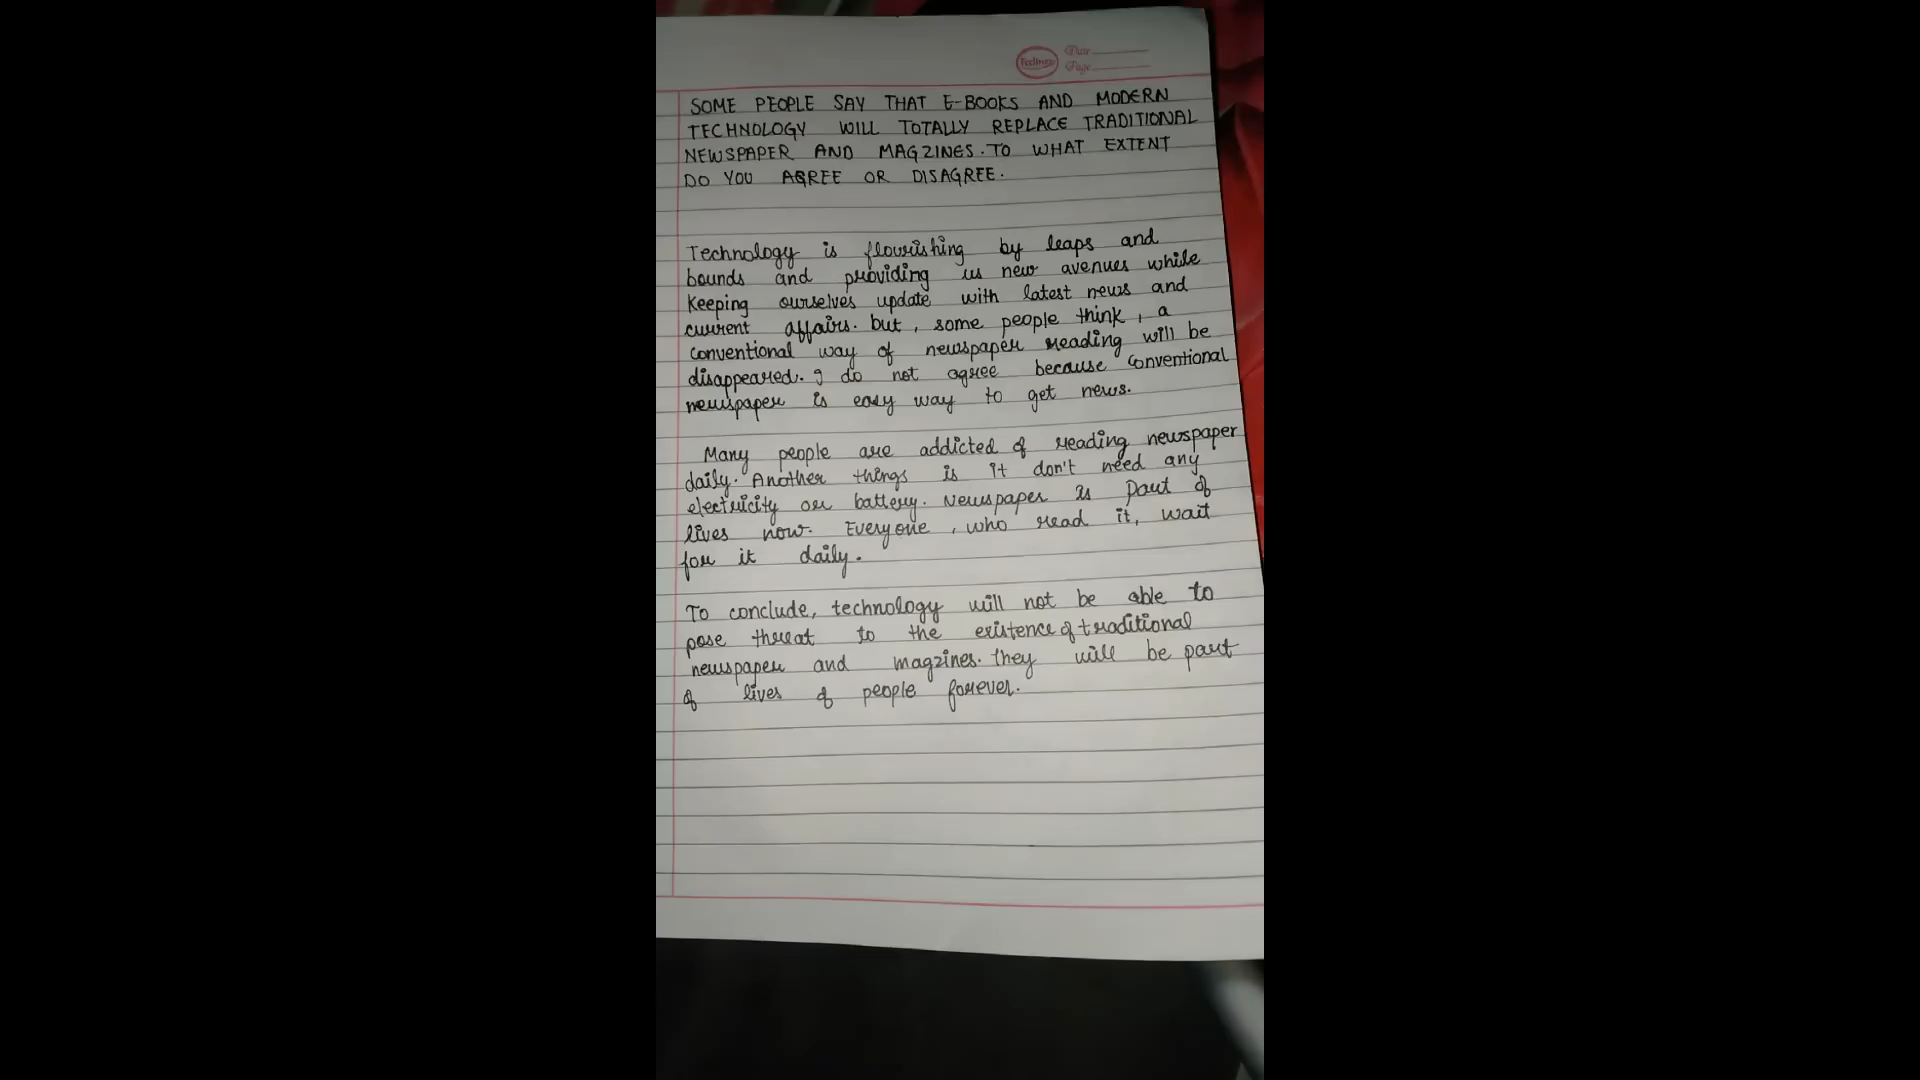 Date
Page
SOME PEOPLE SAY THAT E-BOOKS AND MODERN
TECHNOLOGY WILL TOTALLY REPLACE TRADITIONAL
NEWSPAPER AND MAGZINES. TO WHAT EXTENT
DO YOU AGREE OR DISAGREE.
Technology is flourishing by leaps and
bounds and providing us new avenues while
keeping ourselves update with latest news and
current affairs. but, some people think, a
conventional way of newspaper reading will be
disappeared. I do not agree because conventional
newspaper is easy way to get news.
Many people are addicted of reading newspaper
daily. Another things is it don't need any
electricity or battery. Newspaper is part of
lives now. Everyone, who read it, wait
for it daily.
To conclude, technology will not be able to
pose threat to the existence of traditional
newspaper and magzines. they will be part
of lives of people forever.